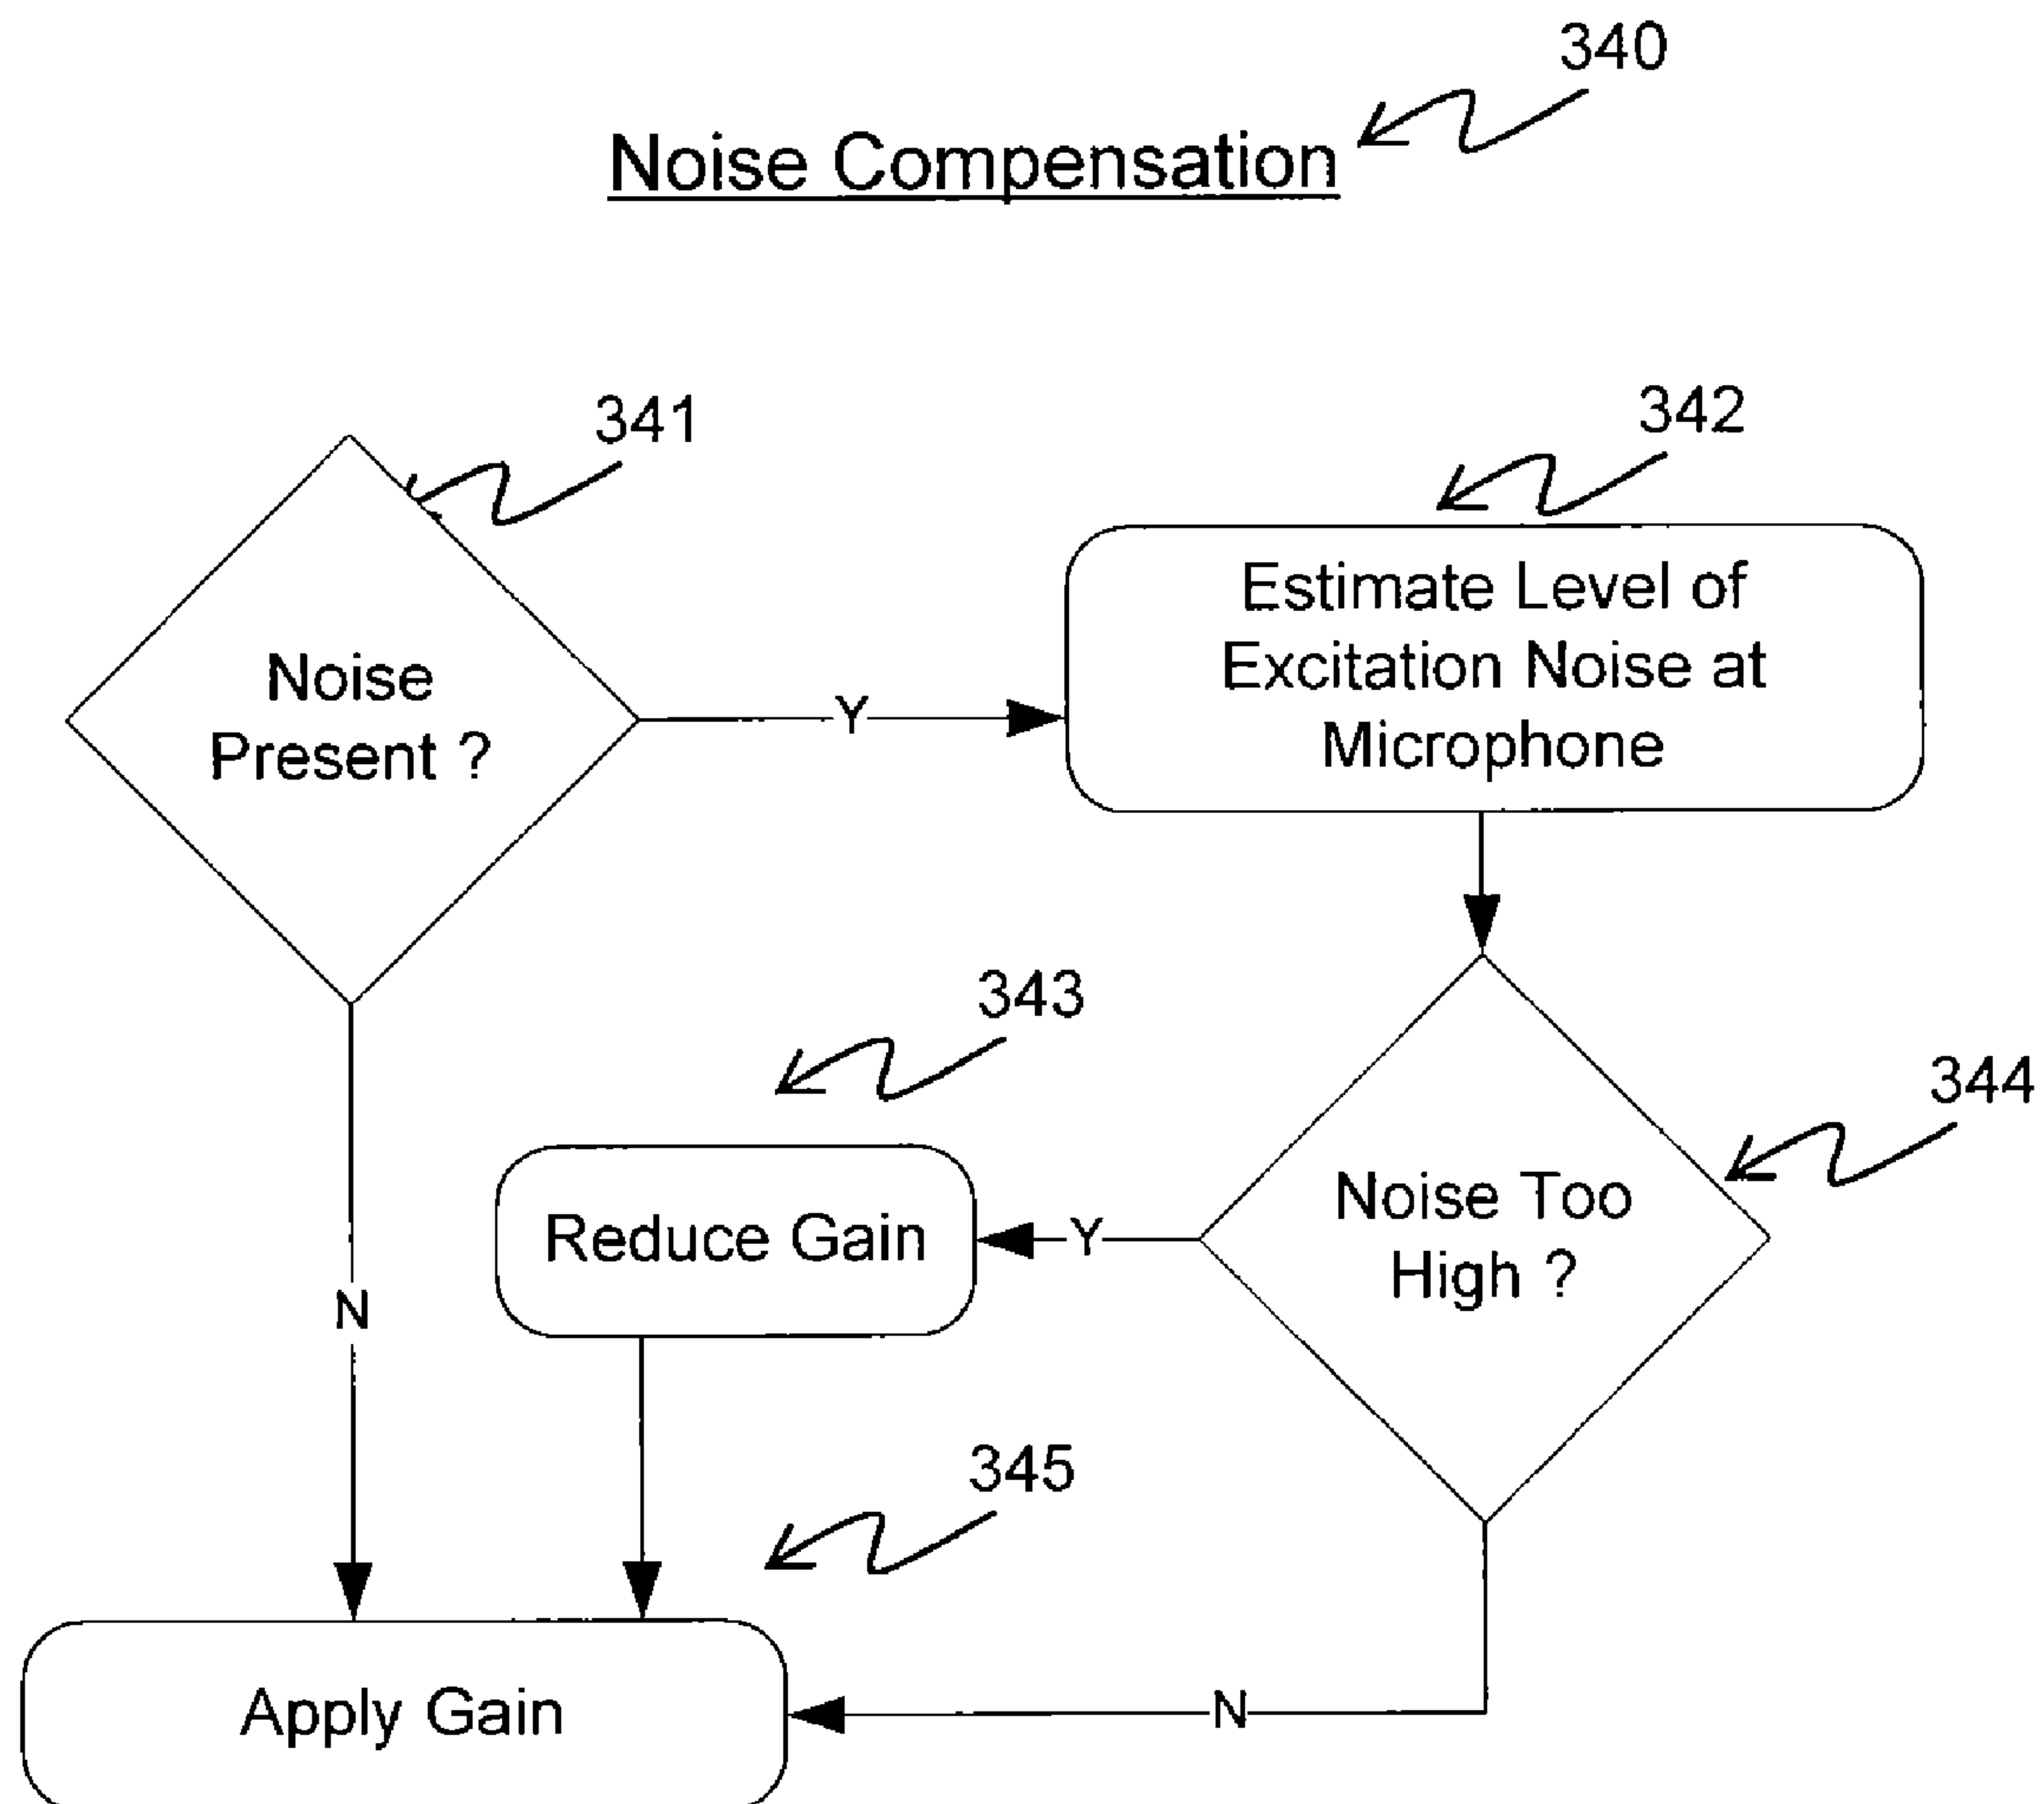 340
Noise Compensation
341
342
Noise
Present ?
Y
Estimate Level of
Excitation Noise at
Microphone
343
344
Noise Too
High ?
Y
Reduce Gain
N
345
Apply Gain
N